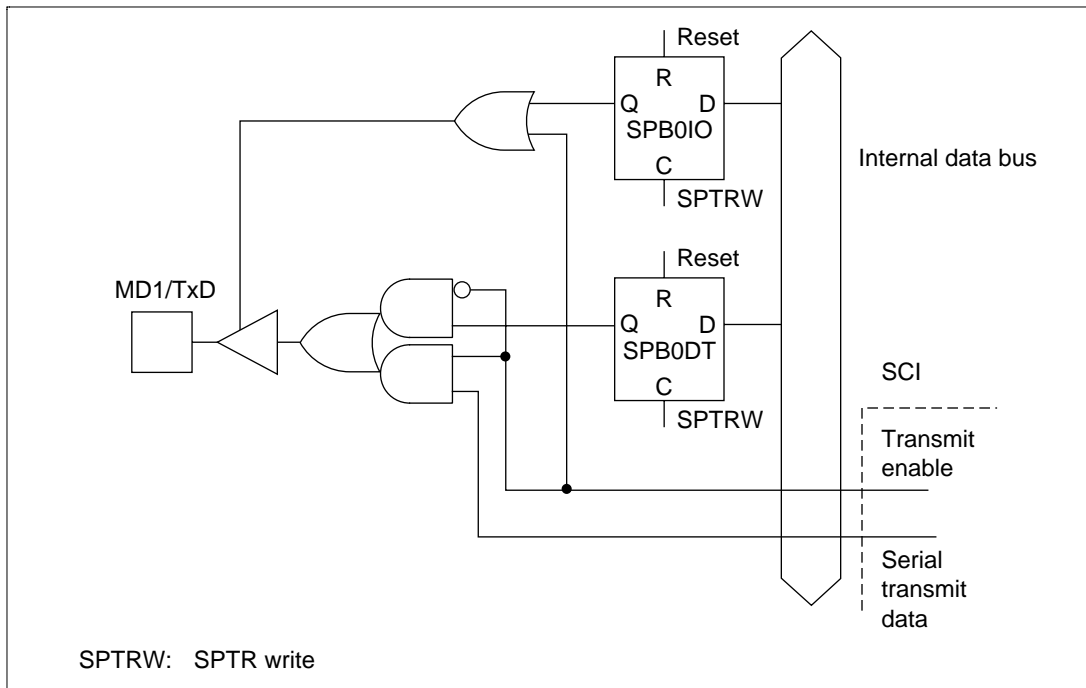 Reset
R
Q D
SPB0IO
C
SPTRW
Internal data bus
Reset
R
Q D
SPB0DT
C
SPTRW
MD1/TxD
SCI
Transmit
enable
Serial
transmit
data
SPTRW: SPTR write